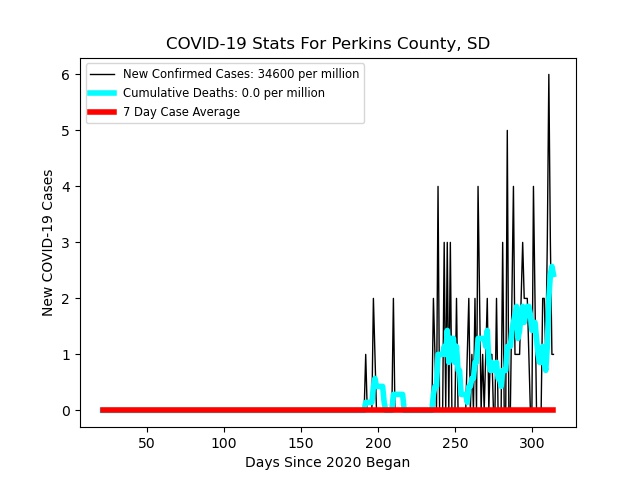 COVID-19 Stats For Perkins County, SD
New Confirmed Cases: 34600 per million
Cumulative Deaths: 0.0 per million
7 Day Case Average
New COVID-19 Cases
6
5
4
3
2
1
0
50 100 150 200 250 300
Days Since 2020 Began